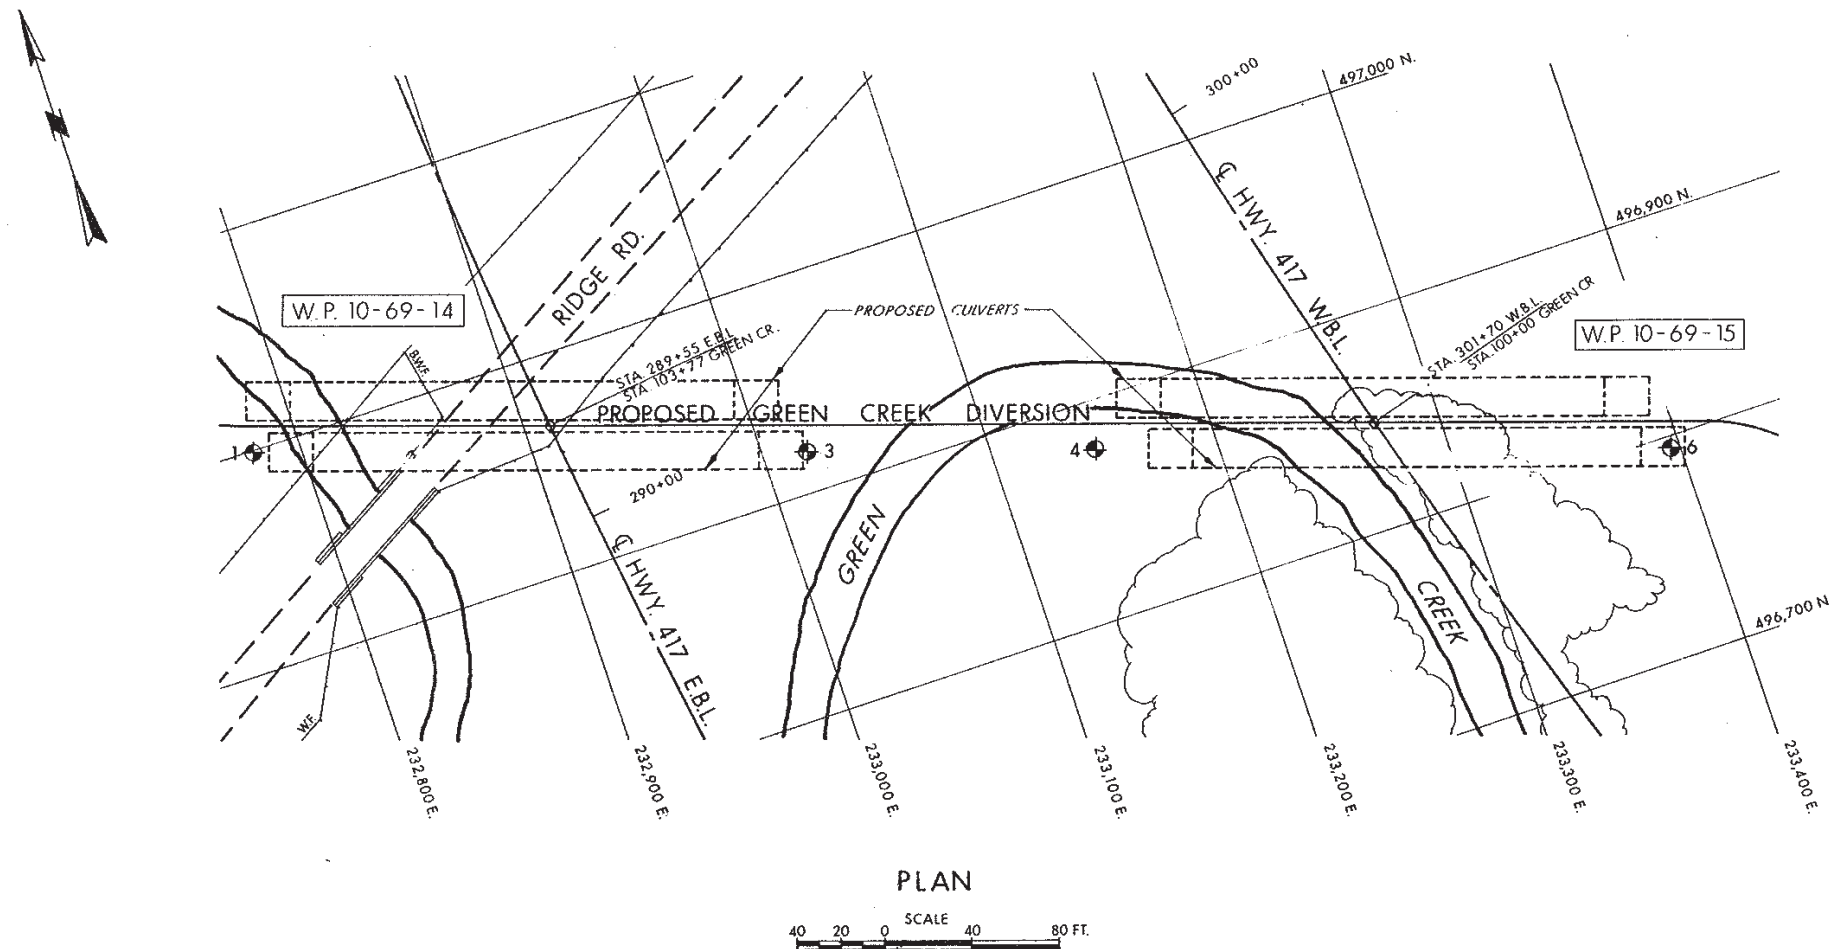 300+00
497,000 N.
496,900 N.
℄ HWY. 417 W.B.L.
RIDGE RD.
W.P. 10-69-14
PROPOSED CULVERTS
STA. 289+55 E.B.L.
STA. 103+77 GREEN CR.
STA. 301+70 W.B.L.
STA. 100+00 GREEN CR
W.P. 10-69-15
B.W.F.
PROPOSED GREEN CREEK DIVERSION
1
3
4
6
290+00
℄ HWY. 417 E.B.L.
GREEN
CREEK
496,700 N
W.F.
232,800 E.
232,900 E.
233,000 E.
233,100 E.
233,200 E.
233,300 E.
233,400 E.
PLAN
SCALE
40 20 0 40 80 FT.